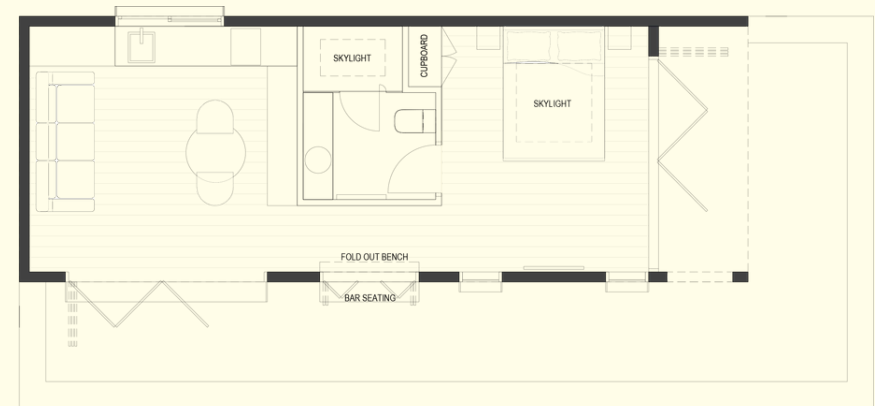 SKYLIGHT
CUPBOARD
SKYLIGHT
FOLD OUT BENCH
BAR SEATING